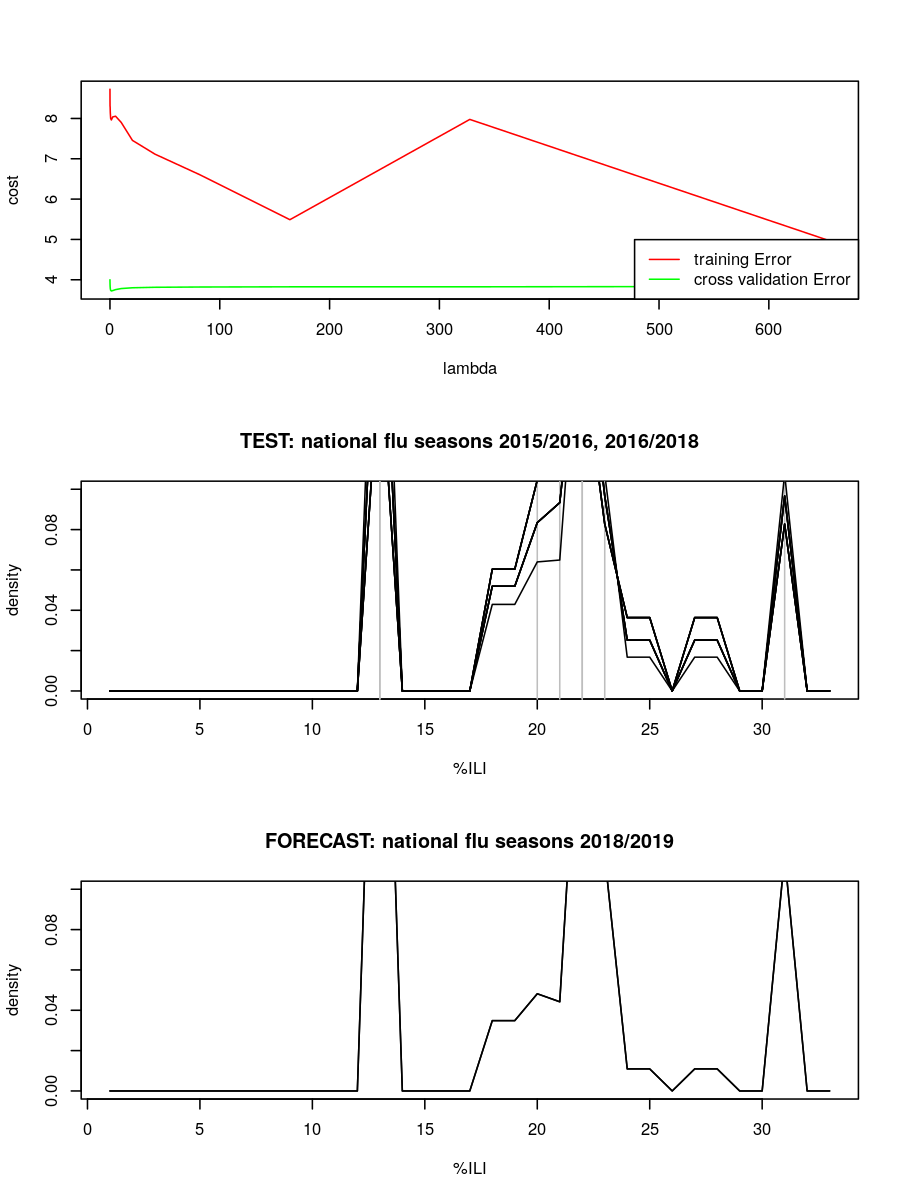 8
7
6
5
4
cost
training Error
cross validation Error
0 100 200 300 400 500 600
lambda
TEST: national flu seasons 2015/2016, 2016/2018
0.08
0.04
0.00
density
0 5 10 15 20 25 30
%ILI
FORECAST: national flu seasons 2018/2019
0.08
0.04
0.00
density
0 5 10 15 20 25 30
%ILI